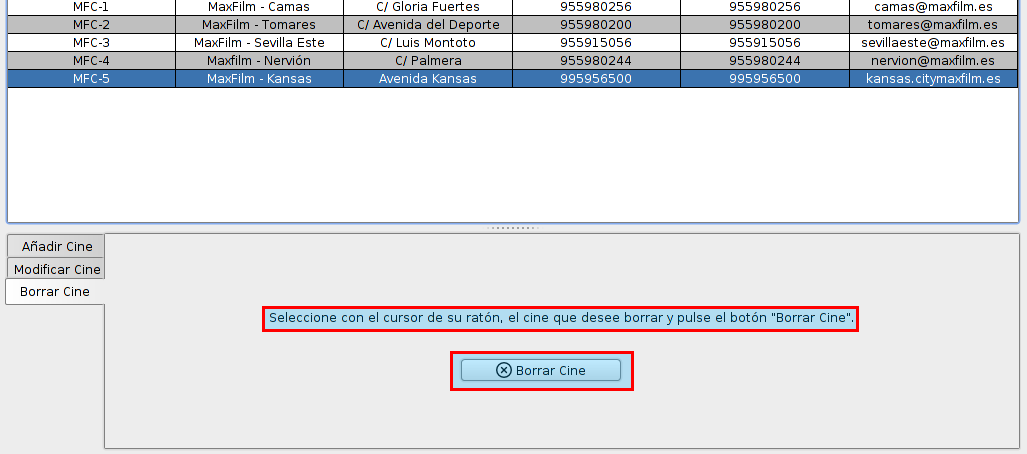 MFC-1 MaxFilm - Camas C/ Gloria Fuertes 955980256 955980256 camas@maxfilm.es
MFC-2 MaxFilm - Tomares C/ Avenida del Deporte 955980200 955980200 tomares@maxfilm.es
MFC-3 MaxFilm - Sevilla Este C/ Luis Montoto 955915056 955915056 sevillaeste@maxfilm.es
MFC-4 Maxfilm - Nervión C/ Palmera 955980244 955980244 nervion@maxfilm.es
MFC-5 MaxFilm - Kansas Avenida Kansas 995956500 995956500 kansas.citymaxfilm.es
Añadir Cine
Modificar Cine
Borrar Cine
Seleccione con el cursor de su ratón, el cine que desee borrar y pulse el botón "Borrar Cine".
Borrar Cine